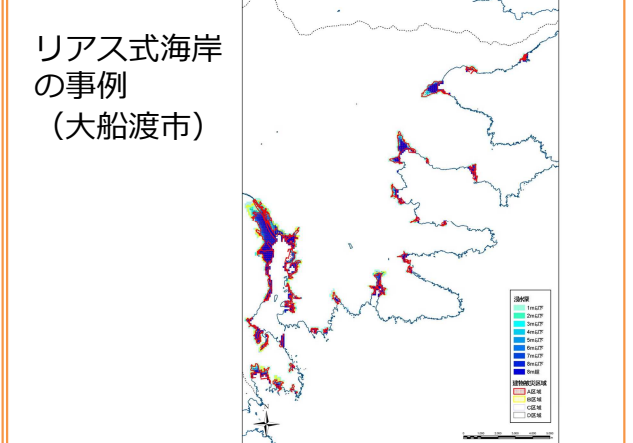 リアス式海岸
の事例
（大船渡市）
浸水深
1m以下
2m以下
3m以下
4m以下
5m以下
6m以下
7m以下
8m以下
8m超
建物被災区域
A区域
B区域
C区域
D区域